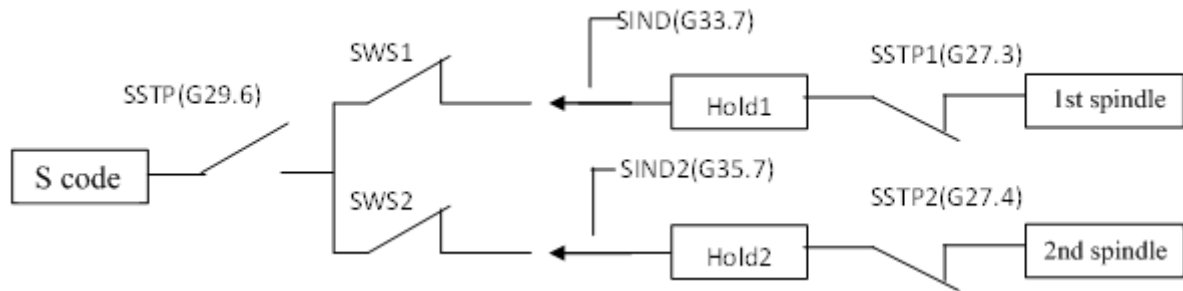 SIND(G33.7)
SWS1
SSTP1(G27.3)
SSTP(G29.6)
Hold1
1st spindle
S code
SIND2(G35.7)
SWS2
SSTP2(G27.4)
Hold2
2nd spindle